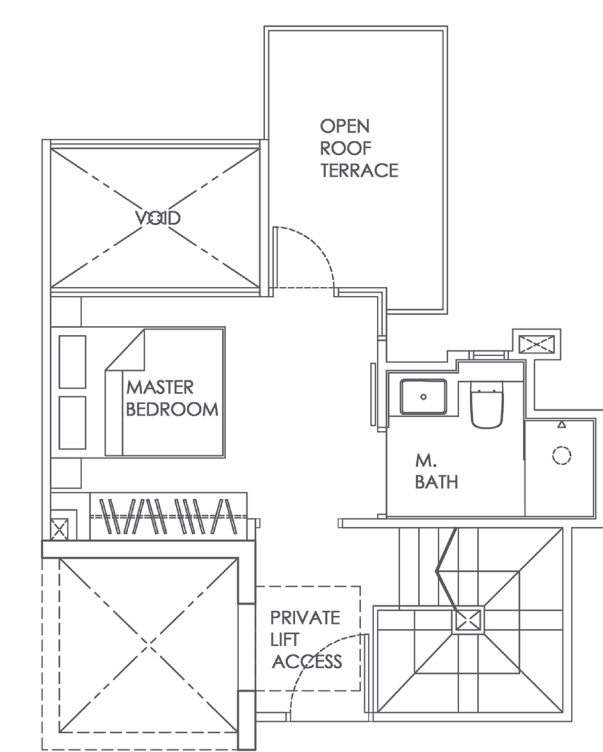 OPEN
ROOF
TERRACE
VOID
MASTER
BEDROOM
M.
BATH
PRIVATE
LIFT
ACCESS